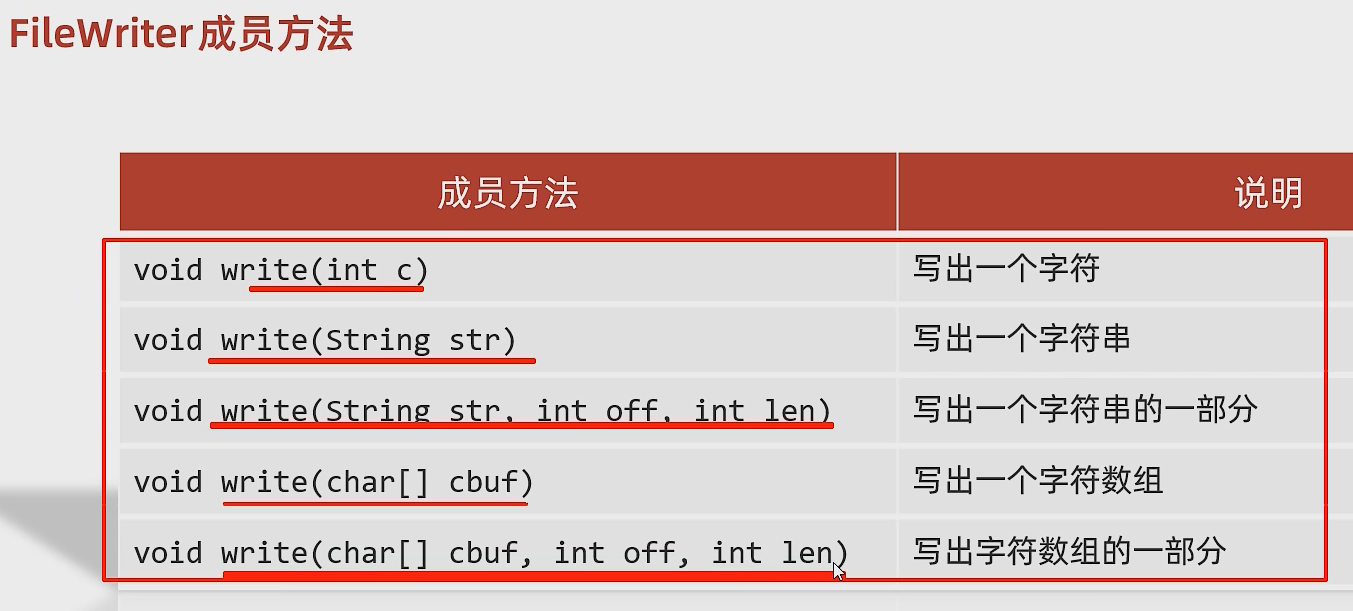 FileWriter成员方法
成员方法 说明
void write(int c) 写出一个字符
void write(String str) 写出一个字符串
void write(String str, int off, int len) 写出一个字符串的一部分
void write(char[] cbuf) 写出一个字符数组
void write(char[] cbuf, int off, int len) 写出字符数组的一部分